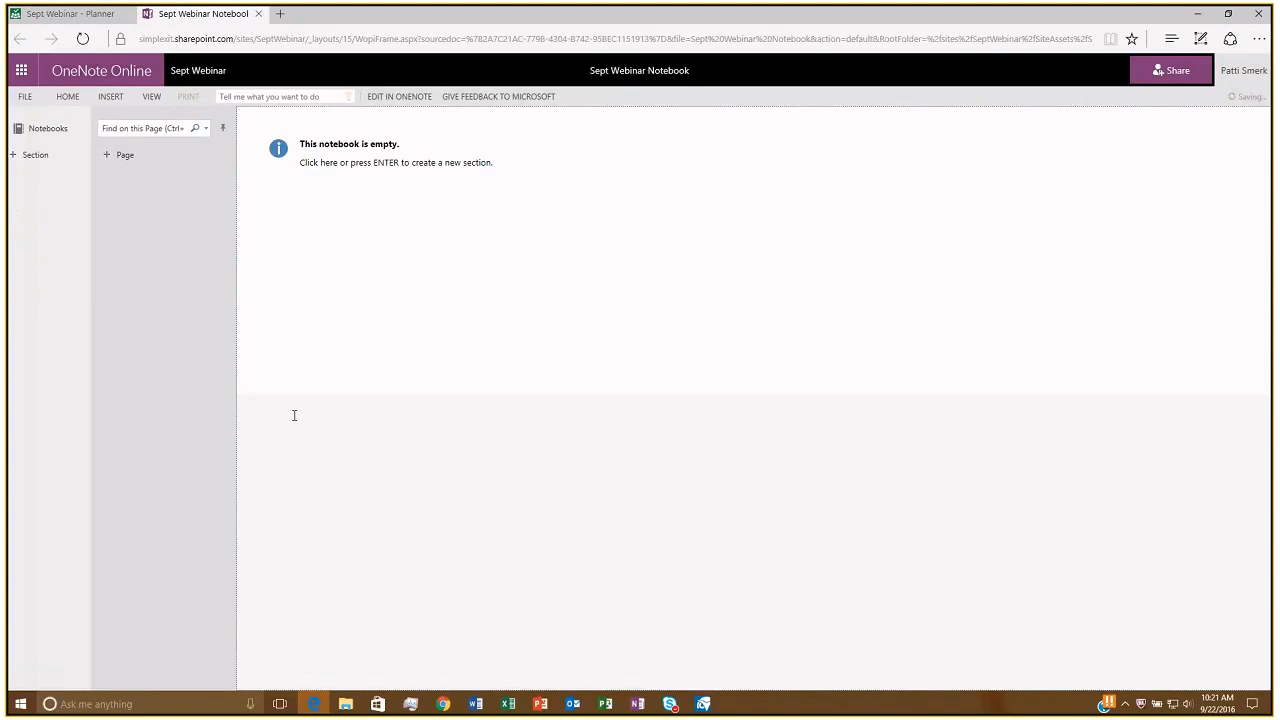 Sept Webinar - Planner
Sept Webinar Notebook
simplexit.sharepoint.com/sites/SeptWebinar/_layouts/15/WopiFrame.aspx?sourcedoc=%7B2A7C21AC-779B-4304-B742-95BEC1151913%7D&file=Sept%20Webinar%20Notebook&action=default&RootFolder=%2fsites%2fSeptWebinar%2fSiteAssets%2fS
OneNote Online
Sept Webinar
Sept Webinar Notebook
Share
Patti Smerk
FILE HOME INSERT VIEW PRINT Tell me what you want to do EDIT IN ONENOTE GIVE FEEDBACK TO MICROSOFT Saving...
Notebooks
Find on this Page (Ctrl+
+ Section
+ Page
This notebook is empty.
Click here or press ENTER to create a new section.
Ask me anything
10:21 AM
9/22/2016